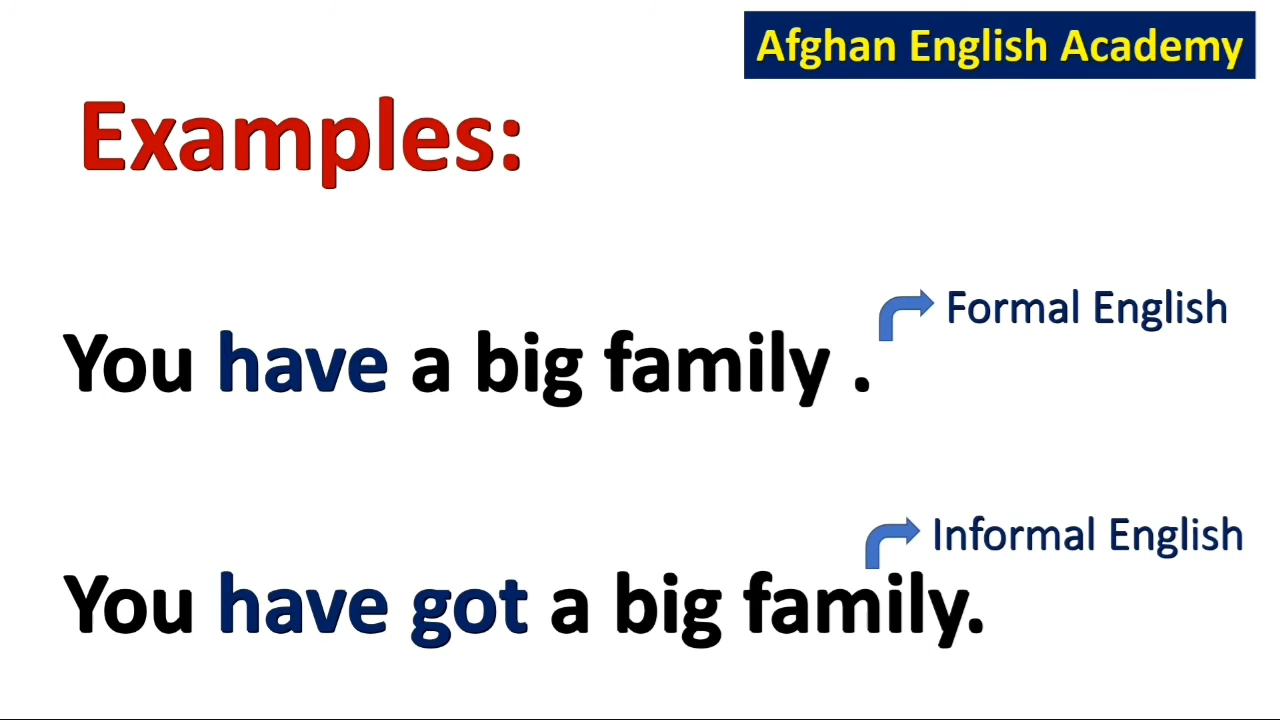 Afghan English Academy
Examples:
Formal English
You have a big family .
Informal English
You have got a big family.